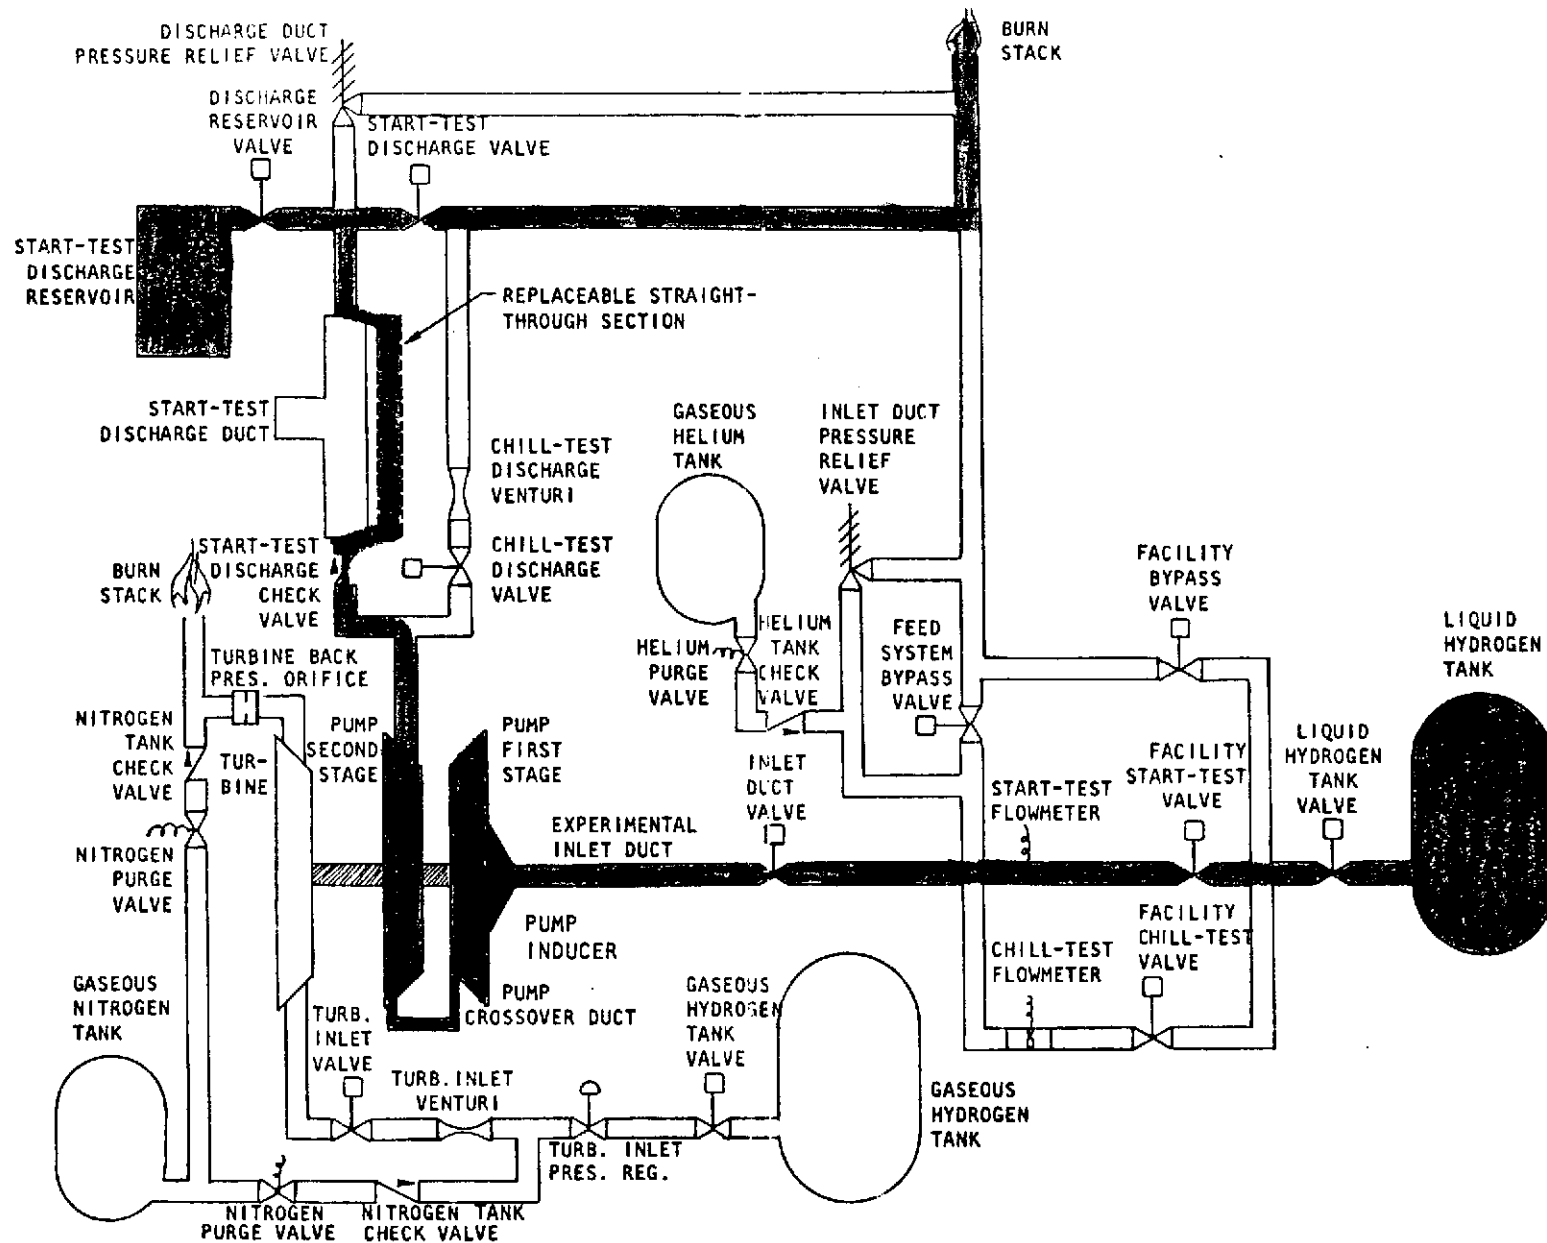 DISCHARGE DUCT
PRESSURE RELIEF VALVE
BURN
STACK
DISCHARGE
RESERVOIR
VALVE
START-TEST
DISCHARGE VALVE
START-TEST
DISCHARGE
RESERVOIR
REPLACEABLE STRAIGHT-
THROUGH SECTION
START-TEST
DISCHARGE DUCT
GASEOUS
HELIUM
TANK
INLET DUCT
PRESSURE
RELIEF
VALVE
CHILL-TEST
DISCHARGE
VENTURI
START-TEST
DISCHARGE
CHECK
VALVE
CHILL-TEST
DISCHARGE
VALVE
BURN
STACK
FACILITY
BYPASS
VALVE
LIQUID
HYDROGEN
TANK
HELIUM
PURGE
VALVE
HELIUM
TANK
CHECK
VALVE
FEED
SYSTEM
BYPASS
VALVE
TURBINE BACK
PRES. ORIFICE
NITROGEN
TANK
CHECK
VALVE
TUR-
BINE
PUMP
SECOND
STAGE
PUMP
FIRST
STAGE
INLET
DUCT
VALVE
START-TEST
FLOWMETER
FACILITY
START-TEST
VALVE
LIQUID
HYDROGEN
TANK
VALVE
EXPERIMENTAL
INLET DUCT
NITROGEN
PURGE
VALVE
PUMP
INDUCER
CHILL-TEST
FLOWMETER
FACILITY
CHILL-TEST
VALVE
GASEOUS
NITROGEN
TANK
PUMP
CROSSOVER DUCT
GASEOUS
HYDROGEN
TANK
VALVE
TURB.
INLET
VALVE
TURB. INLET
VENTURI
GASEOUS
HYDROGEN
TANK
TURB. INLET
PRES. REG.
NITROGEN
PURGE VALVE
NITROGEN TANK
CHECK VALVE